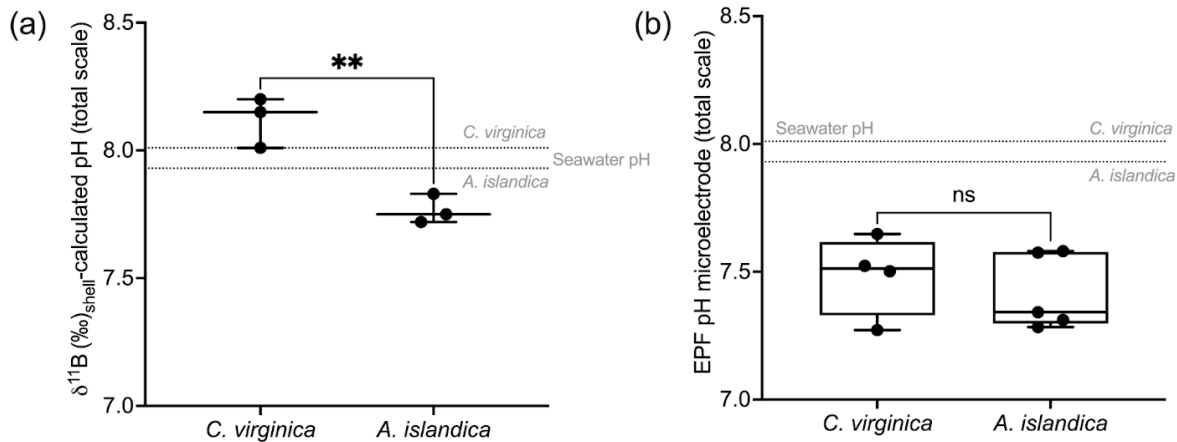 (a)
δ¹¹B (‰)shell-calculated pH (total scale)
8.5
8.0
7.5
7.0
**
C. virginica
Seawater pH
A. islandica
C. virginica
A. islandica
(b)
EPF pH microelectrode (total scale)
8.5
8.0
7.5
7.0
Seawater pH
C. virginica
A. islandica
ns
C. virginica
A. islandica